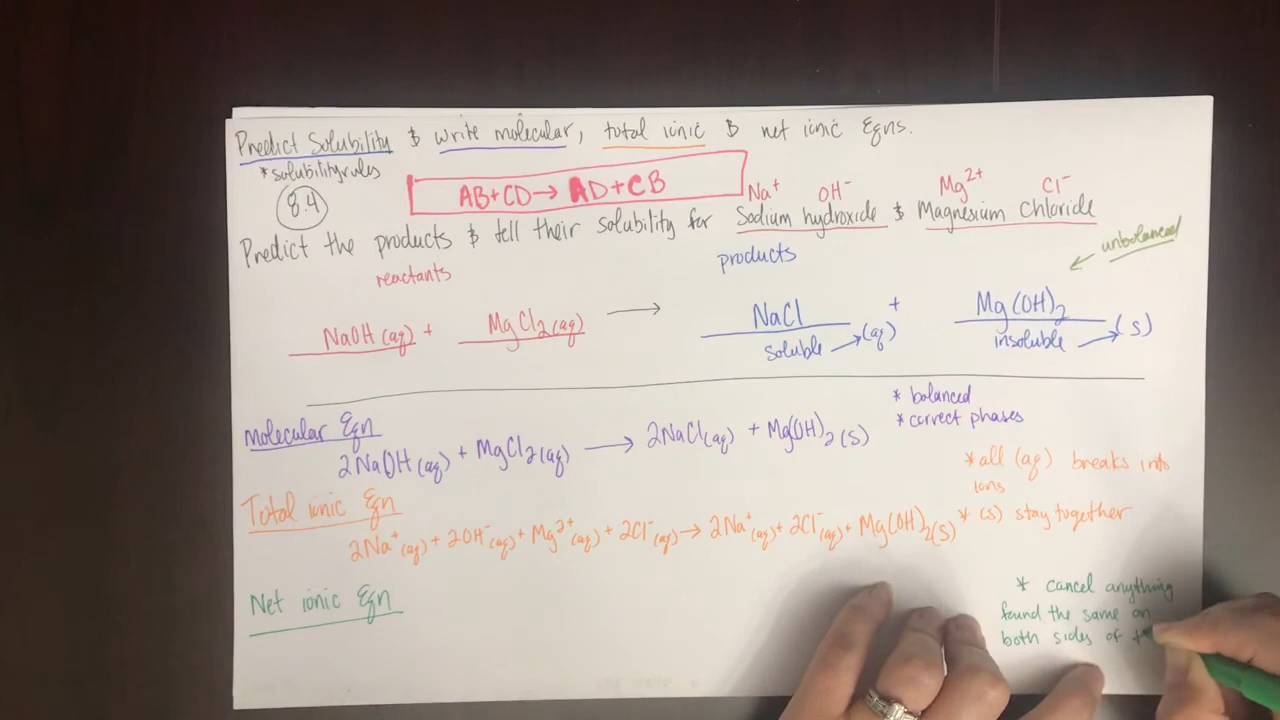 Predict Solubility & write molecular, total ionic & net ionic Eqns.
*solubility rules
8.4
AB+CD→ AD+CB
Na⁺ OH⁻ Mg²⁺ Cl⁻
Predict the products & tell their solubility for Sodium hydroxide & Magnesium Chloride
reactants
products
unbalanced
NaOH(aq) + MgCl₂(aq) → NaCl + Mg(OH)₂
soluble →(aq) insoluble →(s)
Molecular Eqn
2NaOH(aq) + MgCl₂(aq) → 2NaCl(aq) + Mg(OH)₂(s)
* balanced
* correct phases
Total ionic Eqn
2Na⁺(aq) + 2OH⁻(aq) + Mg²⁺(aq) + 2Cl⁻(aq) → 2Na⁺(aq) + 2Cl⁻(aq) + Mg(OH)₂(s)
*all (aq) breaks into
ions
* (s) stay together
Net ionic Eqn
* cancel anything
found the same on
both sides of